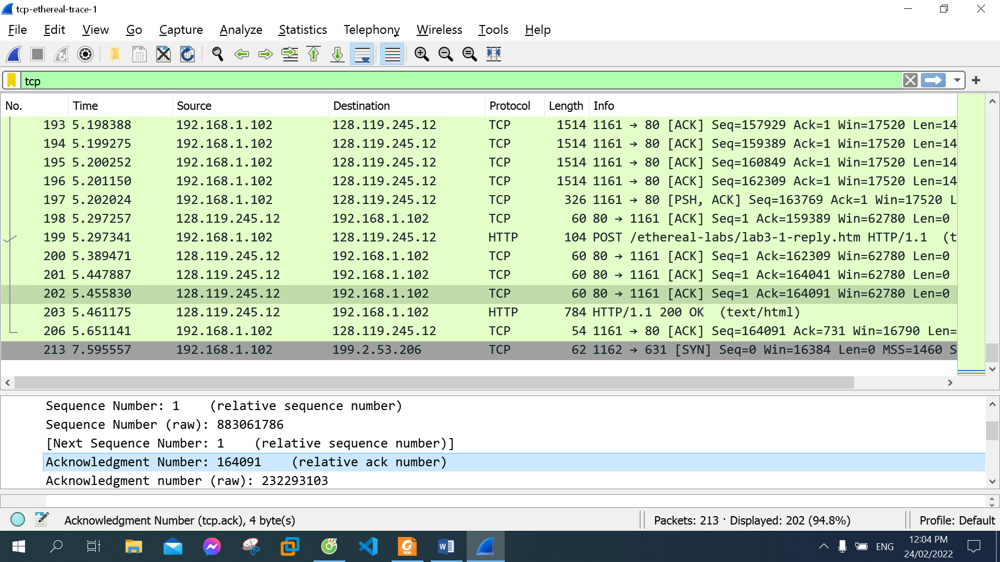 tcp-ethereal-trace-1
File Edit View Go Capture Analyze Statistics Telephony Wireless Tools Help
tcp
No. Time Source Destination Protocol Length Info
193 5.198388 192.168.1.102 128.119.245.12 TCP 1514 1161 → 80 [ACK] Seq=157929 Ack=1 Win=17520 Len=14
194 5.199275 192.168.1.102 128.119.245.12 TCP 1514 1161 → 80 [ACK] Seq=159389 Ack=1 Win=17520 Len=14
195 5.200252 192.168.1.102 128.119.245.12 TCP 1514 1161 → 80 [ACK] Seq=160849 Ack=1 Win=17520 Len=14
196 5.201150 192.168.1.102 128.119.245.12 TCP 1514 1161 → 80 [ACK] Seq=162309 Ack=1 Win=17520 Len=14
197 5.202024 192.168.1.102 128.119.245.12 TCP 326 1161 → 80 [PSH, ACK] Seq=163769 Ack=1 Win=17520 L
198 5.297257 128.119.245.12 192.168.1.102 TCP 60 80 → 1161 [ACK] Seq=1 Ack=159389 Win=62780 Len=0
199 5.297341 192.168.1.102 128.119.245.12 HTTP 104 POST /ethereal-labs/lab3-1-reply.htm HTTP/1.1 (t
200 5.389471 128.119.245.12 192.168.1.102 TCP 60 80 → 1161 [ACK] Seq=1 Ack=162309 Win=62780 Len=0
201 5.447887 128.119.245.12 192.168.1.102 TCP 60 80 → 1161 [ACK] Seq=1 Ack=164041 Win=62780 Len=0
202 5.455830 128.119.245.12 192.168.1.102 TCP 60 80 → 1161 [ACK] Seq=1 Ack=164091 Win=62780 Len=0
203 5.461175 128.119.245.12 192.168.1.102 HTTP 784 HTTP/1.1 200 OK (text/html)
206 5.651141 192.168.1.102 128.119.245.12 TCP 54 1161 → 80 [ACK] Seq=164091 Ack=731 Win=16790 Len=
213 7.595557 192.168.1.102 199.2.53.206 TCP 62 1162 → 631 [SYN] Seq=0 Win=16384 Len=0 MSS=1460 S
Sequence Number: 1 (relative sequence number)
Sequence Number (raw): 883061786
[Next Sequence Number: 1 (relative sequence number)]
Acknowledgment Number: 164091 (relative ack number)
Acknowledgment number (raw): 232293103
Acknowledgment Number (tcp.ack), 4 byte(s) Packets: 213 · Displayed: 202 (94.8%) Profile: Default
PDF
ENG
12:04 PM
24/02/2022